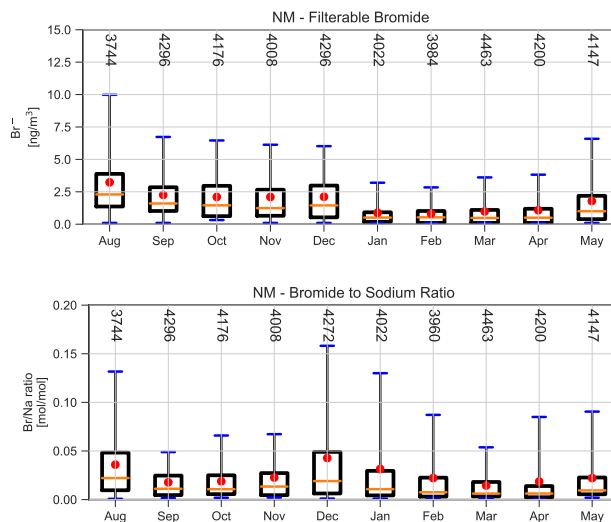 NM - Filterable Bromide
15.0
12.5
10.0
7.5
5.0
2.5
0.0
Br⁻
[ng/m³]
3744 4296 4176 4008 4296 4022 3984 4463 4200 4147
Aug Sep Oct Nov Dec Jan Feb Mar Apr May
NM - Bromide to Sodium Ratio
0.20
0.15
0.10
0.05
0.00
Br/Na ratio
[mol/mol]
3744 4296 4176 4008 4272 4022 3960 4463 4200 4147
Aug Sep Oct Nov Dec Jan Feb Mar Apr May